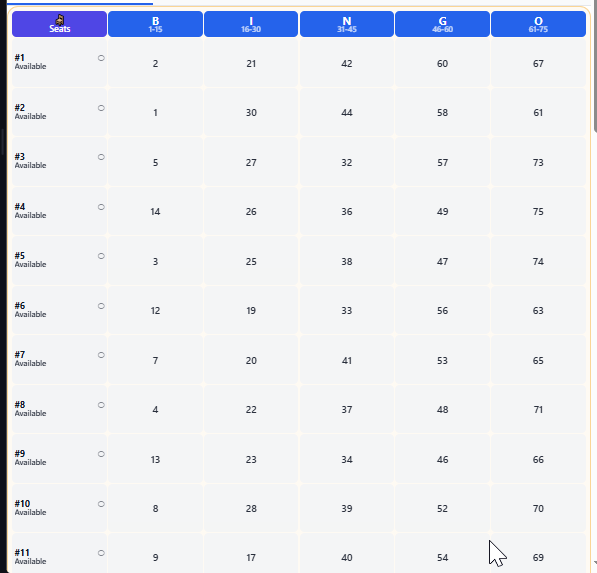 Seats B I N G O
1-15 16-30 31-45 46-60 61-75
#1 2 21 42 60 67
Available
#2 1 30 44 58 61
Available
#3 5 27 32 57 73
Available
#4 14 26 36 49 75
Available
#5 3 25 38 47 74
Available
#6 12 19 33 56 63
Available
#7 7 20 41 53 65
Available
#8 4 22 37 48 71
Available
#9 13 23 34 46 66
Available
#10 8 28 39 52 70
Available
#11 9 17 40 54 69
Available